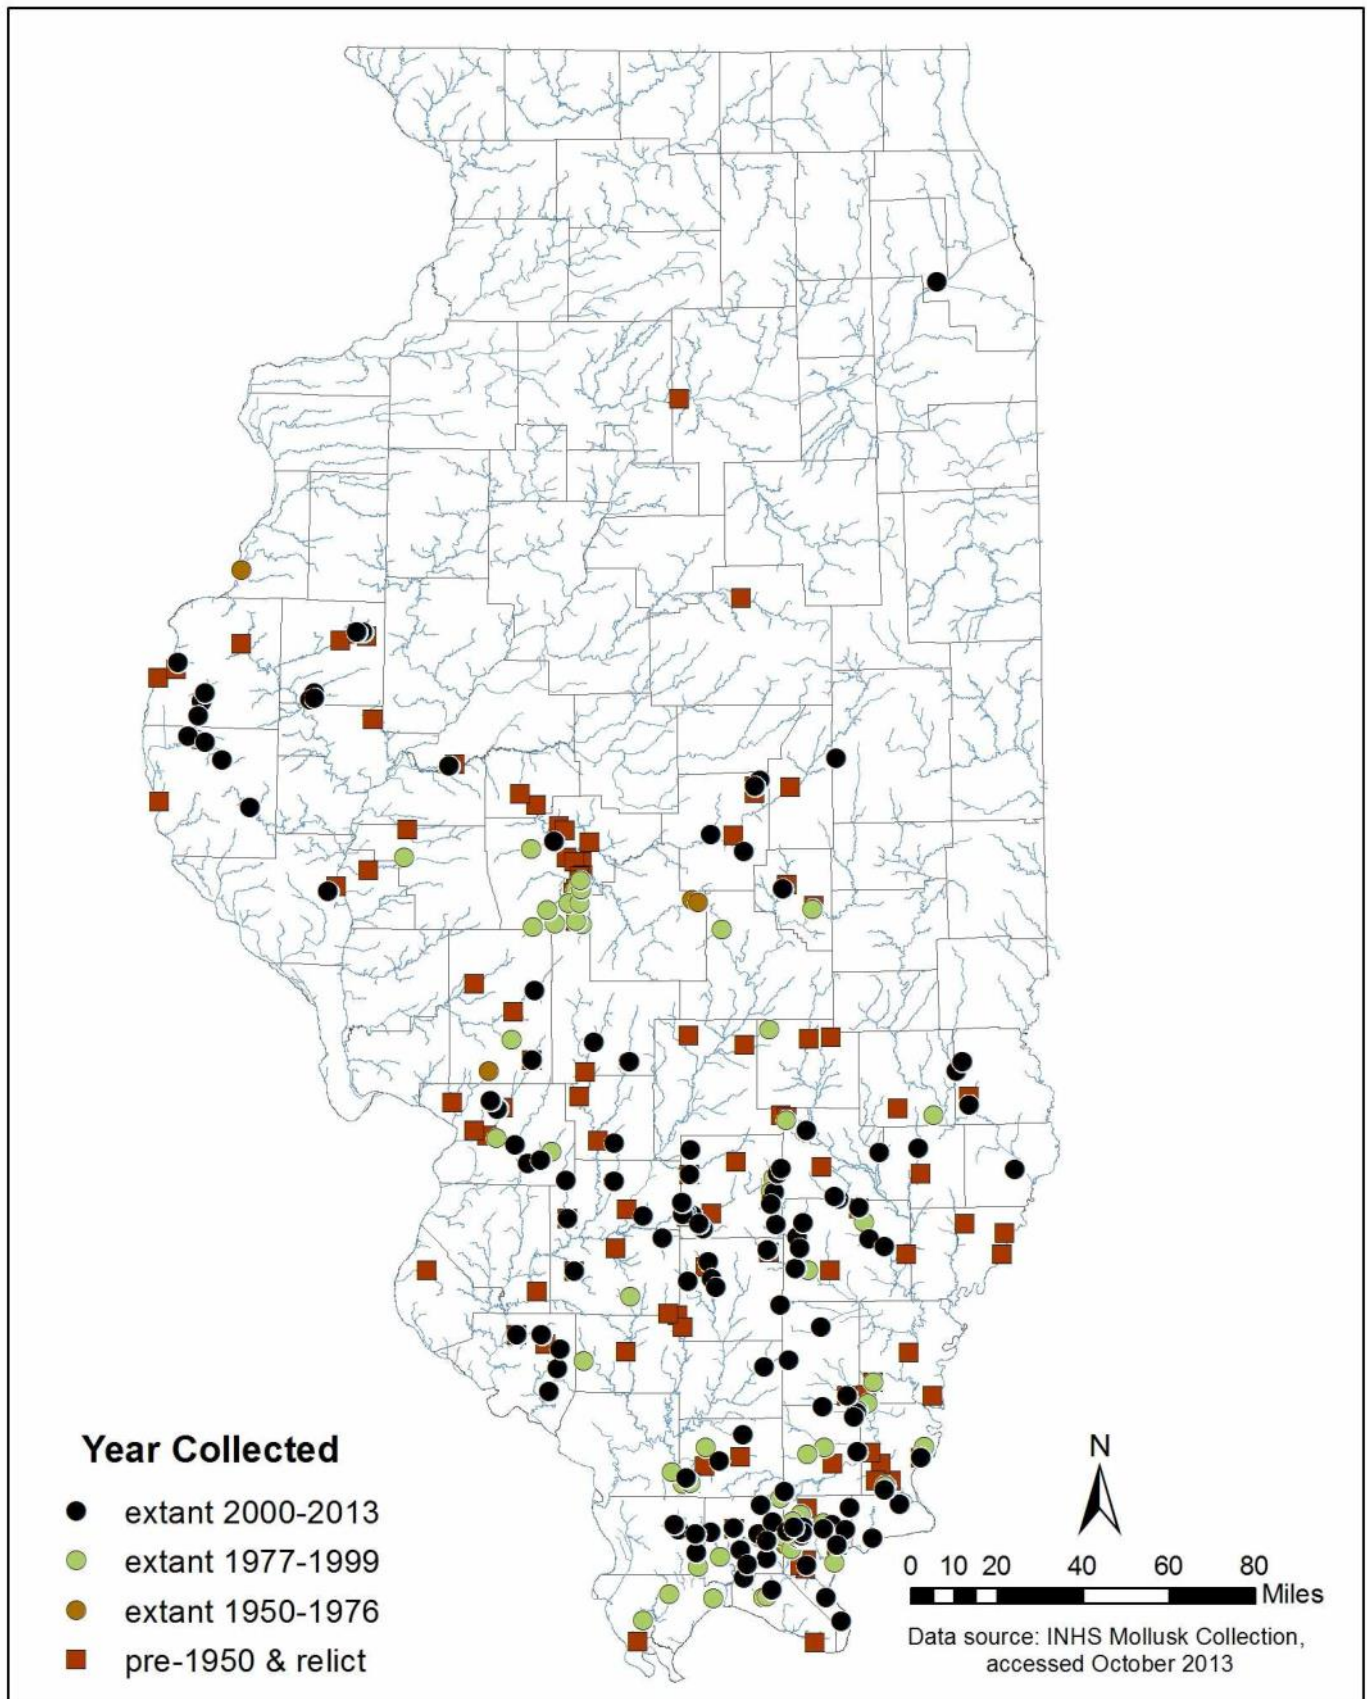 Year Collected
extant 2000-2013
extant 1977-1999
extant 1950-1976
pre-1950 & relict
N
0 10 20 40 60 80
Miles
Data source: INHS Mollusk Collection,
accessed October 2013